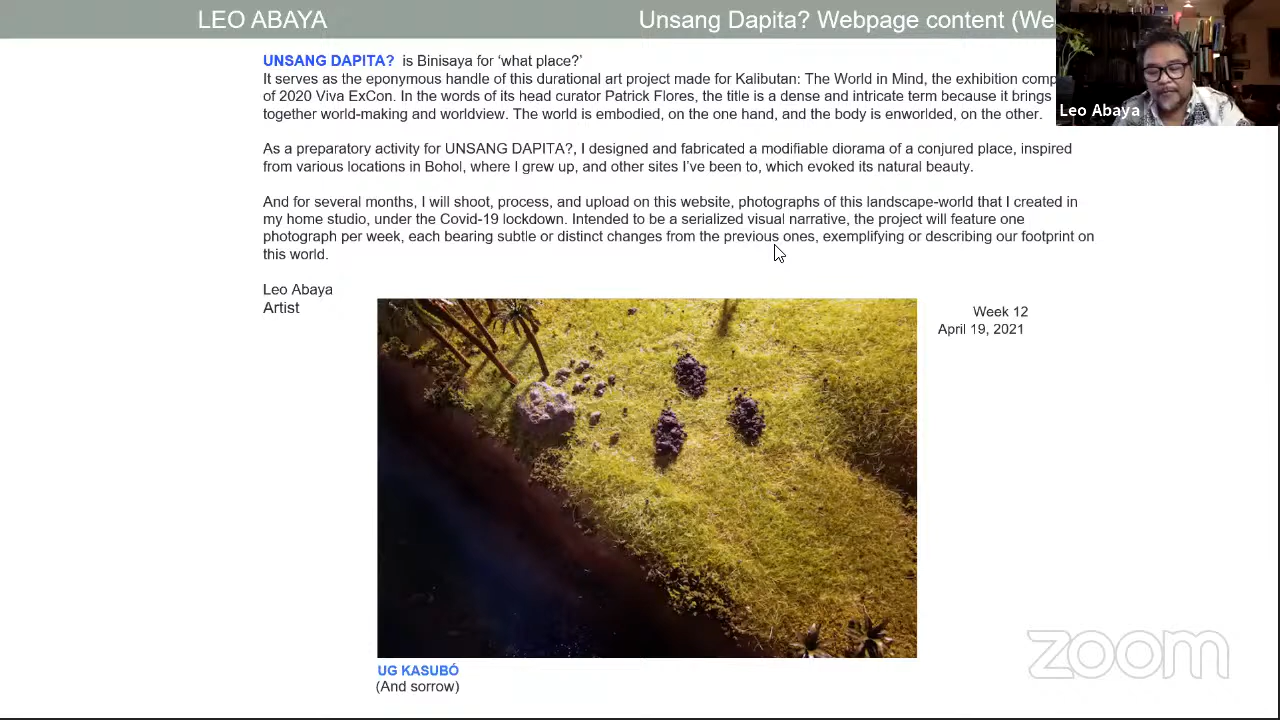 LEO ABAYA
Unsang Dapita? Webpage content (We
Leo Abaya
UNSANG DAPITA? is Binisaya for ‘what place?’
It serves as the eponymous handle of this durational art project made for Kalibutan: The World in Mind, the exhibition comp
of 2020 Viva ExCon. In the words of its head curator Patrick Flores, the title is a dense and intricate term because it brings
together world-making and worldview. The world is embodied, on the one hand, and the body is enworlded, on the other.
As a preparatory activity for UNSANG DAPITA?, I designed and fabricated a modifiable diorama of a conjured place, inspired
from various locations in Bohol, where I grew up, and other sites I’ve been to, which evoked its natural beauty.
And for several months, I will shoot, process, and upload on this website, photographs of this landscape-world that I created in
my home studio, under the Covid-19 lockdown. Intended to be a serialized visual narrative, the project will feature one
photograph per week, each bearing subtle or distinct changes from the previous ones, exemplifying or describing our footprint on
this world.
Leo Abaya
Artist
Week 12
April 19, 2021
UG KASUBÓ
(And sorrow)
zoom